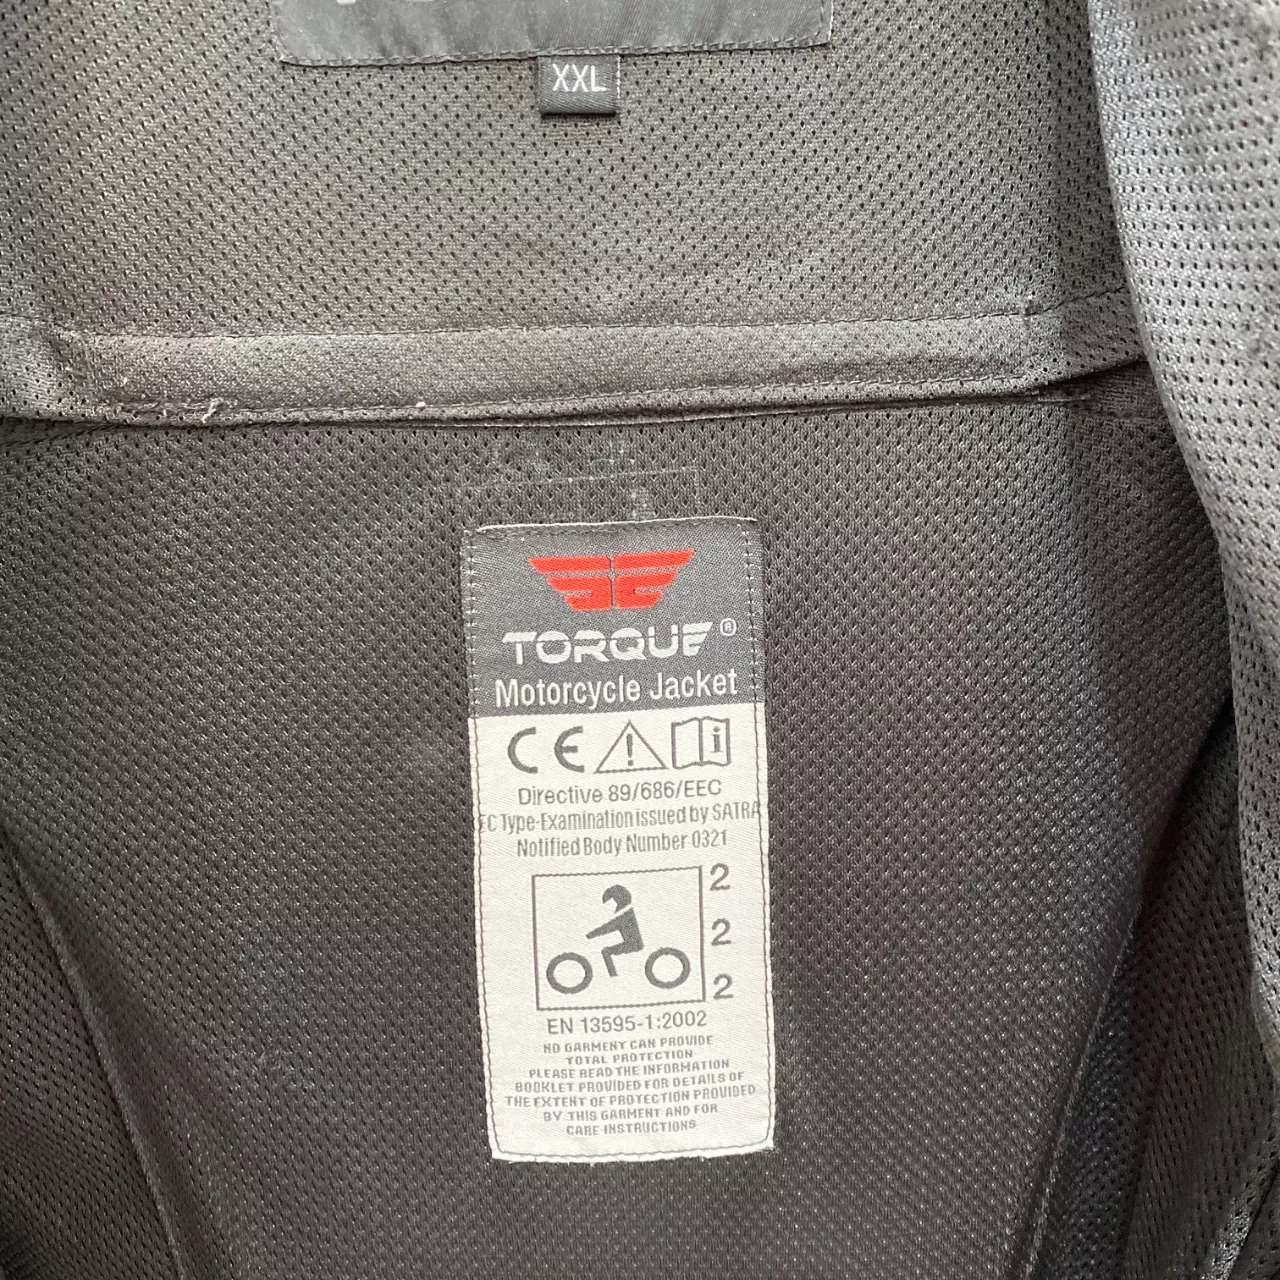 XXL
TORQUE®
Motorcycle Jacket
CE
Directive 89/686/EEC
EC Type-Examination issued by SATRA
Notified Body Number 0321
2
2
2
EN 13595-1:2002
NO GARMENT CAN PROVIDE
TOTAL PROTECTION
PLEASE READ THE INFORMATION
BOOKLET PROVIDED FOR DETAILS OF
THE EXTENT OF PROTECTION PROVIDED
BY THIS GARMENT AND FOR
CARE INSTRUCTIONS